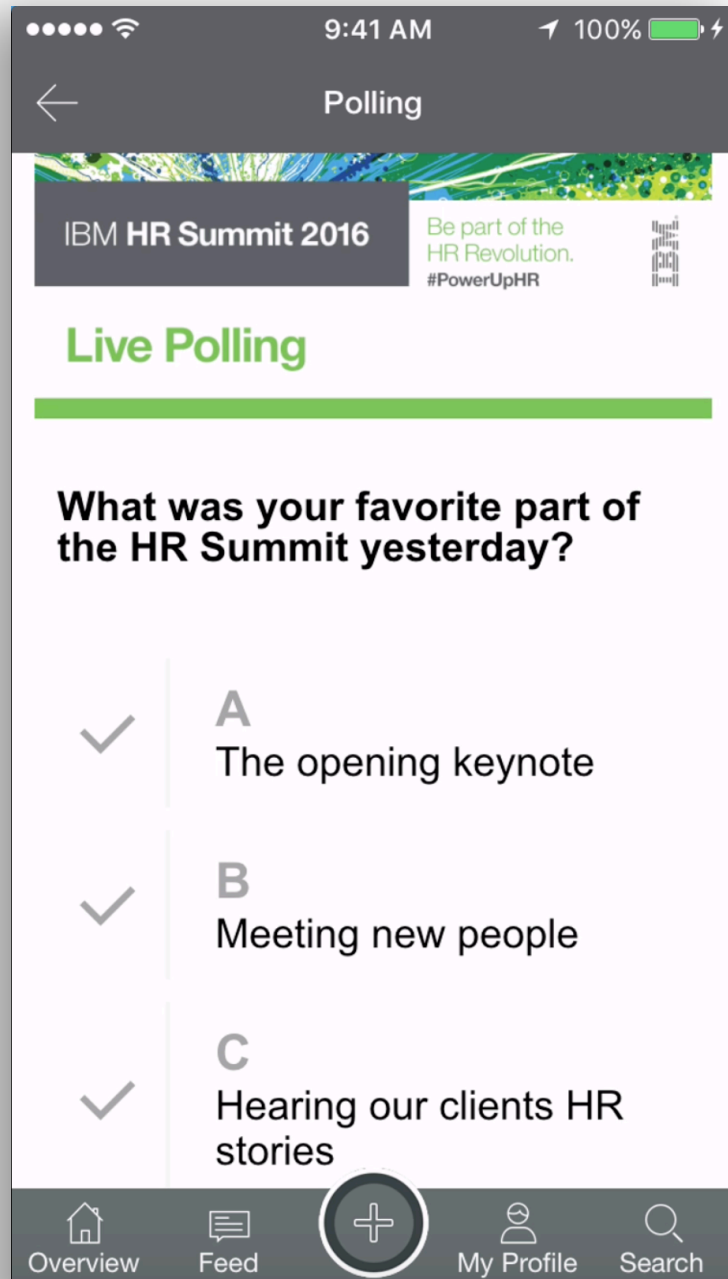 9:41 AM
100%
Polling
IBM HR Summit 2016
Be part of the
HR Revolution.
#PowerUpHR
IBM
Live Polling
What was your favorite part of
the HR Summit yesterday?
A
The opening keynote
B
Meeting new people
C
Hearing our clients HR
stories
Overview
Feed
My Profile
Search